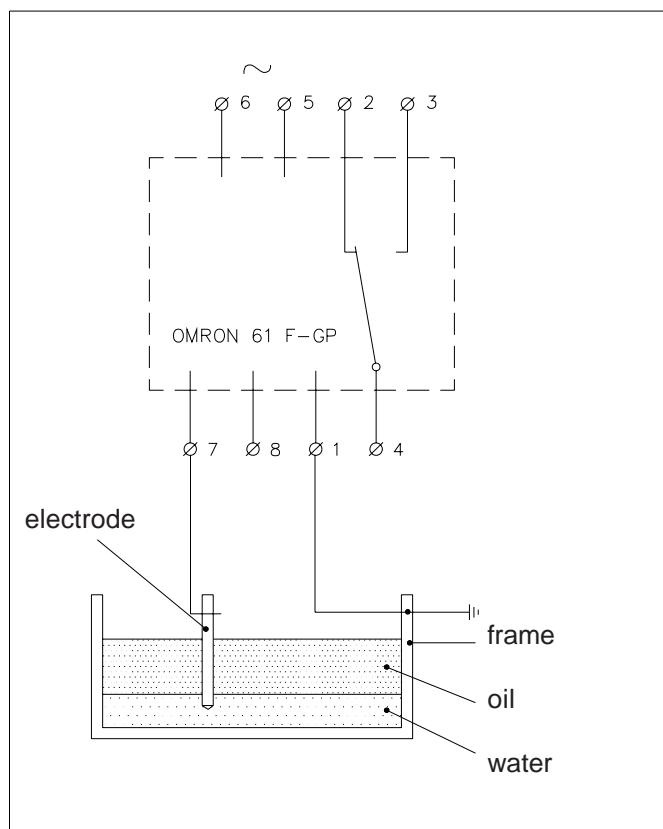 ~
6 5 2 3
OMRON 61 F-GP
7 8 1 4
electrode
frame
oil
water